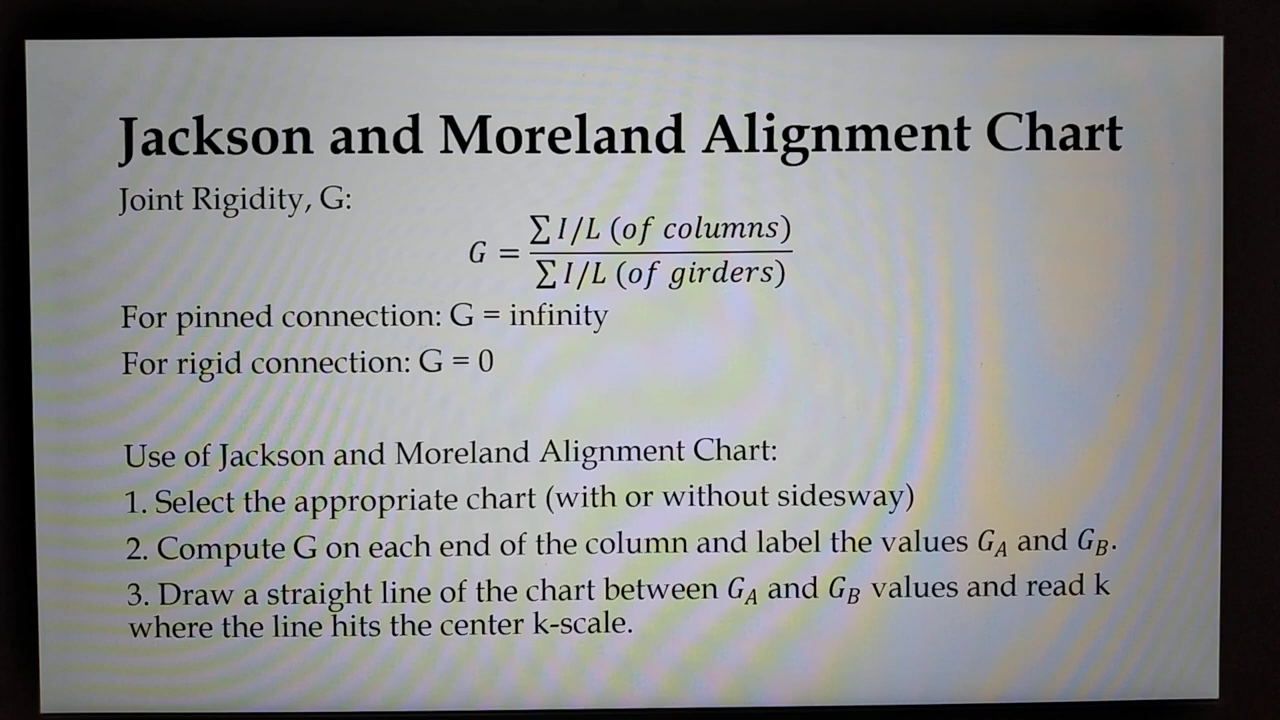 Jackson and Moreland Alignment Chart
Joint Rigidity, G:
G = ∑ I/L (of columns) / ∑ I/L (of girders)
For pinned connection: G = infinity
For rigid connection: G = 0
Use of Jackson and Moreland Alignment Chart:
1. Select the appropriate chart (with or without sidesway)
2. Compute G on each end of the column and label the values G_A and G_B.
3. Draw a straight line of the chart between G_A and G_B values and read k
where the line hits the center k-scale.